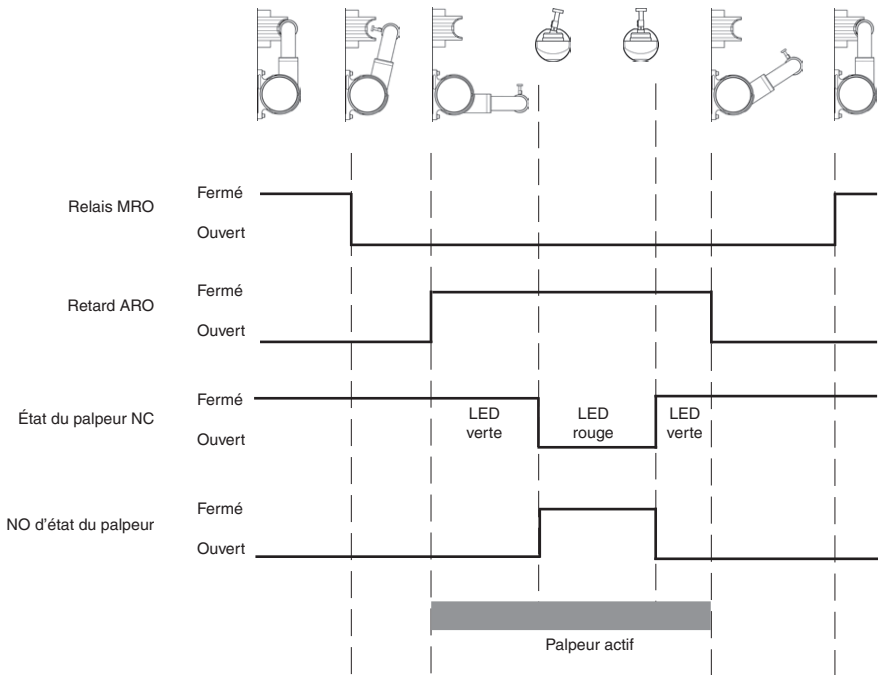 Relais MRO
Fermé
Ouvert
Retard ARO
Fermé
Ouvert
État du palpeur NC
Fermé
Ouvert
LED
verte
LED
rouge
LED
verte
NO d'état du palpeur
Fermé
Ouvert
Palpeur actif